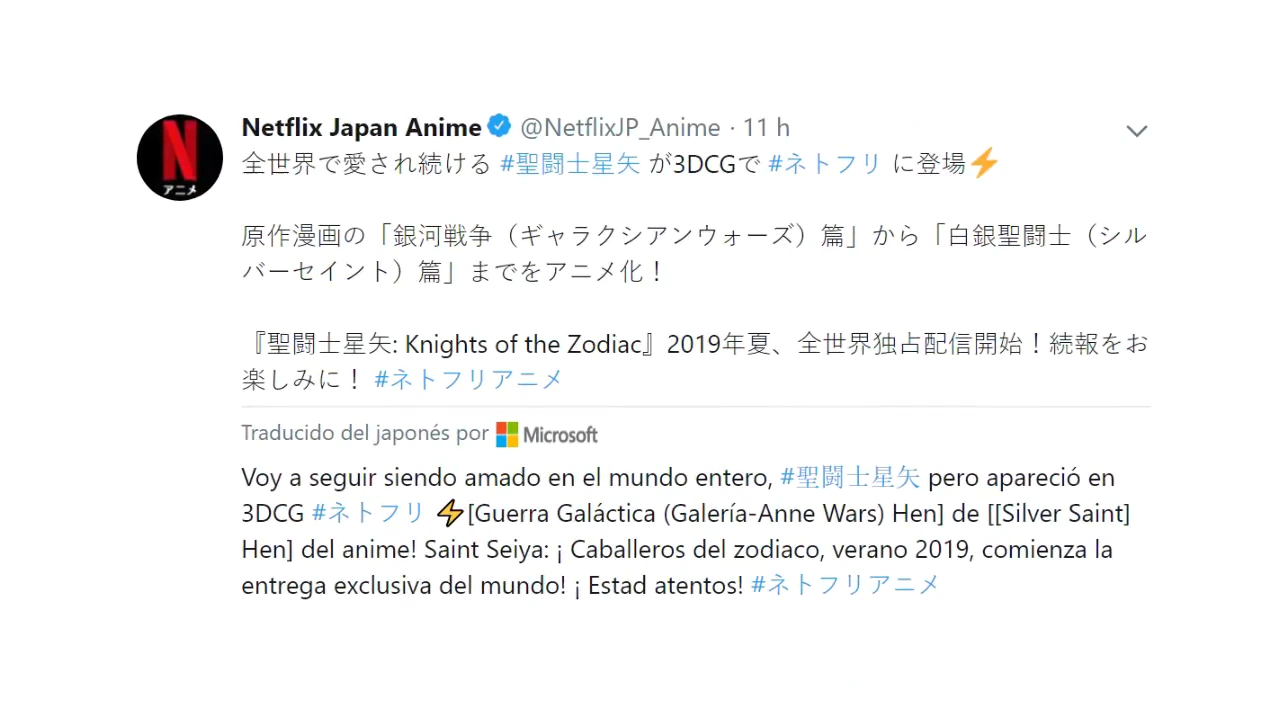 Netflix Japan Anime @NetflixJP_Anime · 11 h
全世界で愛され続ける #聖闘士星矢 が3DCGで #ネトフリ に登場⚡
アニメ
原作漫画の「銀河戦争（ギャラクシアンウォーズ）篇」から「白銀聖闘士（シル
バーセイント）篇」までをアニメ化！
『聖闘士星矢: Knights of the Zodiac』2019年夏、全世界独占配信開始！続報をお
楽しみに！ #ネトフリアニメ
Traducido del japonés por Microsoft
Voy a seguir siendo amado en el mundo entero, #聖闘士星矢 pero apareció en
3DCG #ネトフリ ⚡[Guerra Galáctica (Galería-Anne Wars) Hen] de [[Silver Saint]
Hen] del anime! Saint Seiya: ¡ Caballeros del zodiaco, verano 2019, comienza la
entrega exclusiva del mundo! ¡ Estad atentos! #ネトフリアニメ